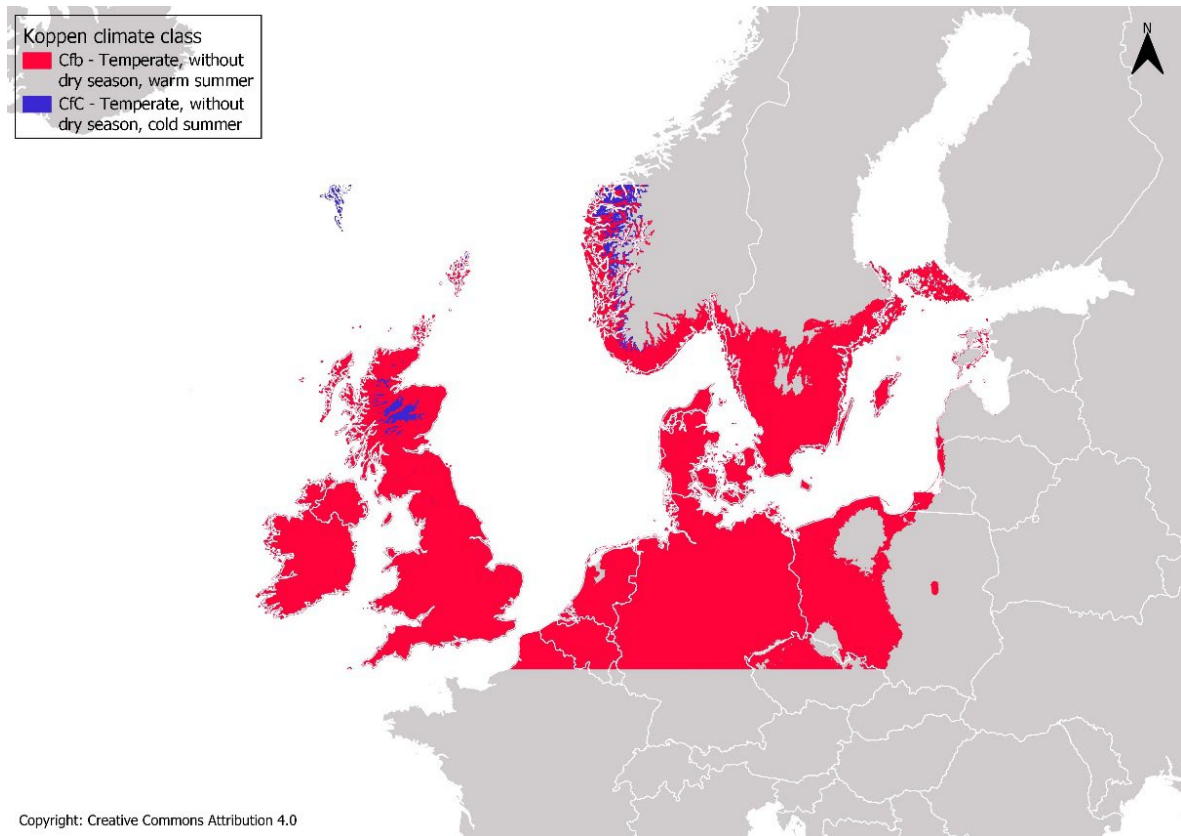 Koppen climate class
Cfb - Temperate, without
dry season, warm summer
CfC - Temperate, without
dry season, cold summer
N
Copyright: Creative Commons Attribution 4.0